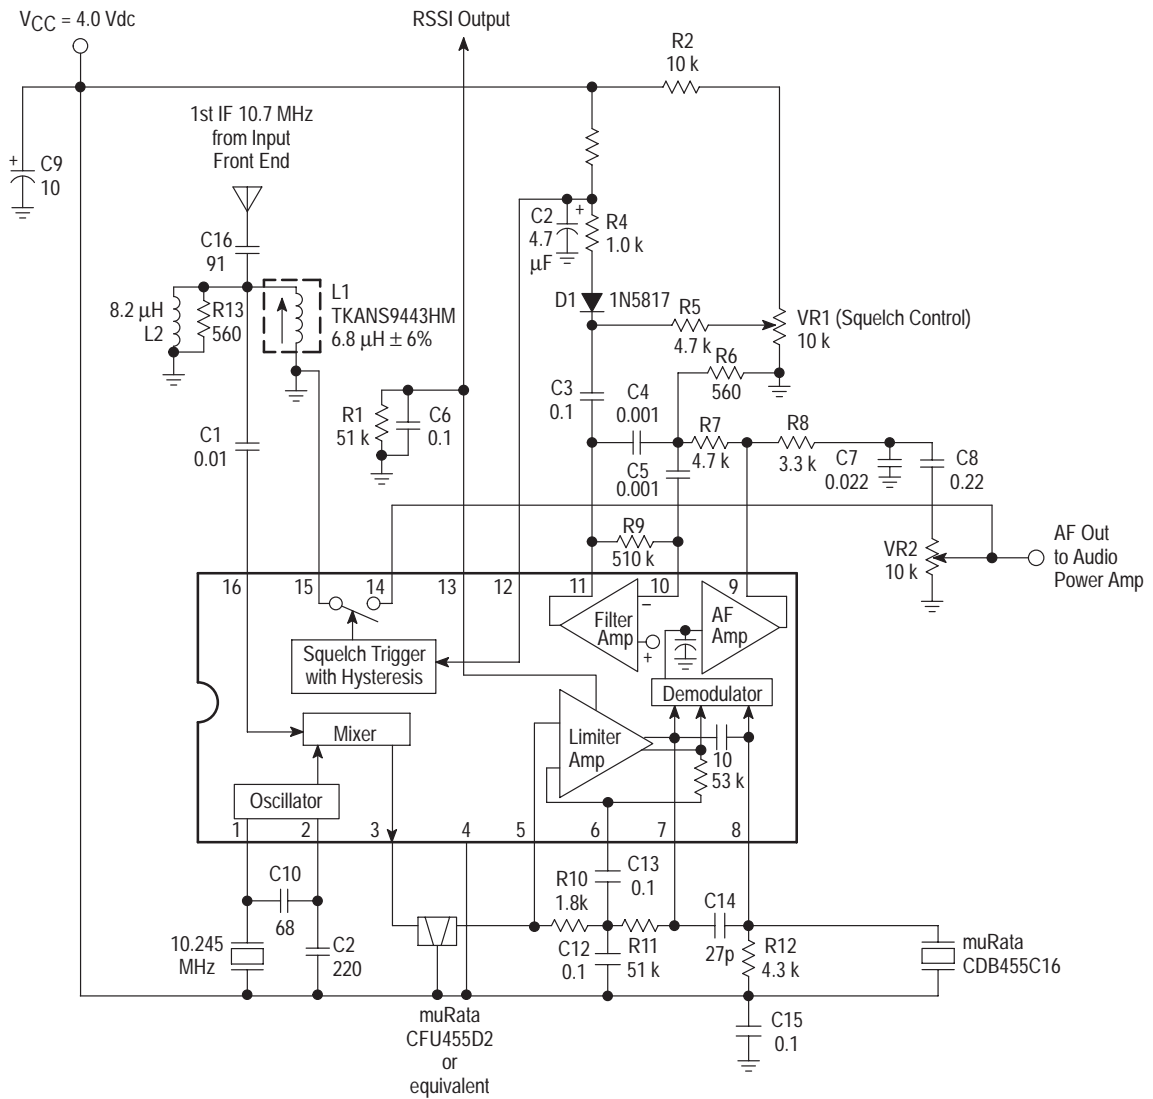 VCC = 4.0 Vdc
RSSI Output
R2
10 k
1st IF 10.7 MHz
from Input
Front End
+
C9
10
C16
91
8.2 µH
L2
R13
560
L1
TKANS9443HM
6.8 µH ± 6%
C2
4.7
µF
+
R4
1.0 k
D1
1N5817
R5
4.7 k
VR1 (Squelch Control)
10 k
R6
560
C3
0.1
C4
0.001
R1
51 k
C6
0.1
C1
0.01
R7
4.7 k
R8
3.3 k
C5
0.001
C7
0.022
C8
0.22
R9
510 k
VR2
10 k
AF Out
to Audio
Power Amp
16
15
14
13
12
11
10
9
Filter
Amp
–
+
AF
Amp
Squelch Trigger
with Hysteresis
Demodulator
Mixer
Limiter
Amp
10
53 k
Oscillator
1
2
3
4
5
6
7
8
C10
68
10.245
MHz
C2
220
R10
1.8k
C13
0.1
C12
0.1
R11
51 k
C14
27p
R12
4.3 k
muRata
CDB455C16
muRata
CFU455D2
or
equivalent
C15
0.1